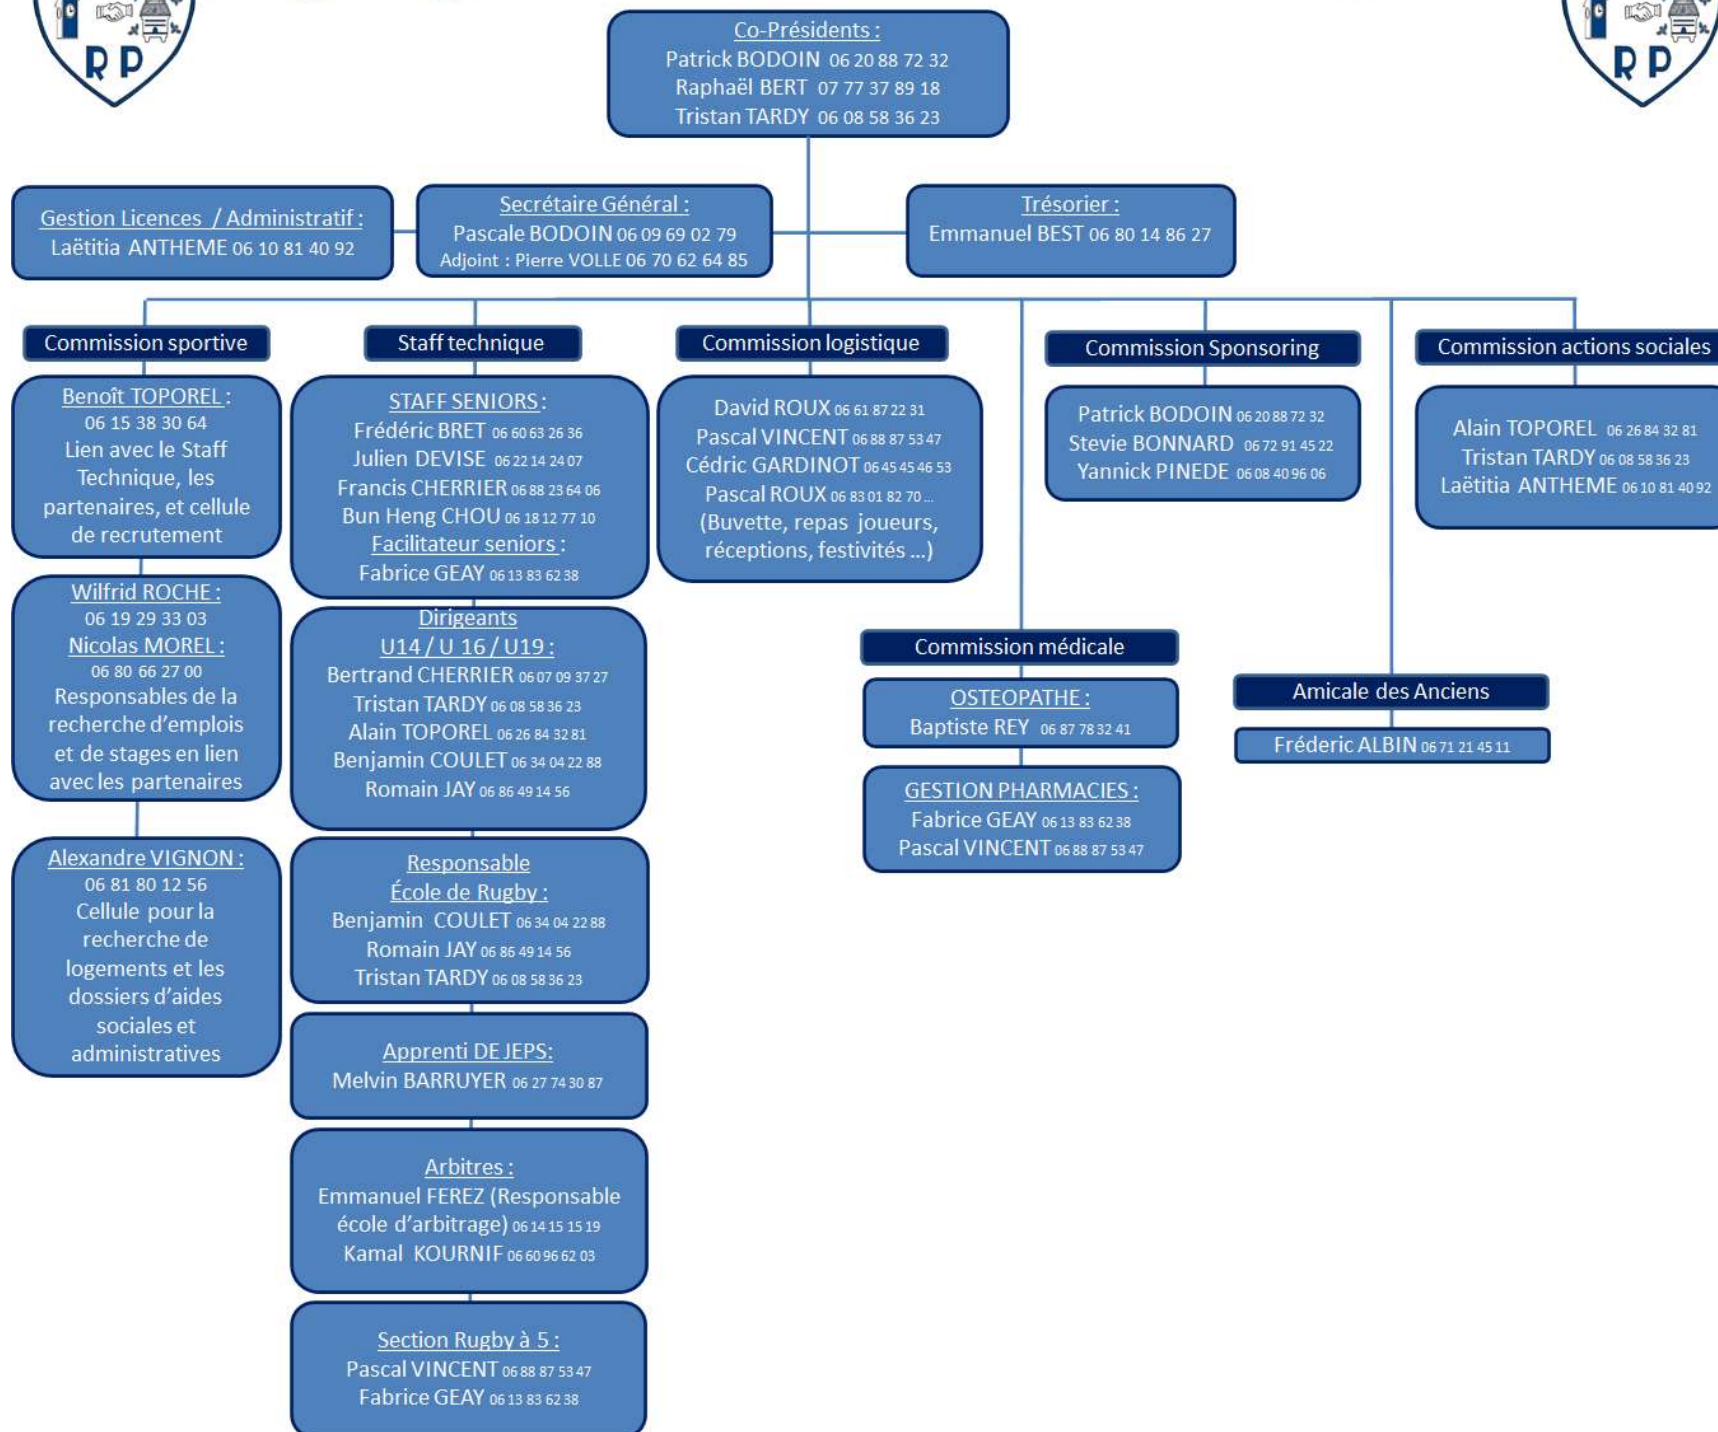 R P
R P
Co-Présidents :
Patrick BODOIN 06 20 88 72 32
Raphaël BERT 07 77 37 89 18
Tristan TARDY 06 08 58 36 23
Gestion Licences / Administratif :
Laëtitia ANTHEME 06 10 81 40 92
Secrétaire Général :
Pascale BODOIN 06 09 69 02 79
Adjoint : Pierre VOLLE 06 70 62 64 85
Trésorier :
Emmanuel BEST 06 80 14 86 27
Commission sportive
Benoît TOPOREL :
06 15 38 30 64
Lien avec le Staff
Technique, les
partenaires, et cellule
de recrutement
Wilfrid ROCHE :
06 19 29 33 03
Nicolas MOREL :
06 80 66 27 00
Responsables de la
recherche d’emplois
et de stages en lien
avec les partenaires
Alexandre VIGNON :
06 81 80 12 56
Cellule pour la
recherche de
logements et les
dossiers d’aides
sociales et
administratives
Staff technique
STAFF SENIORS :
Frédéric BRET 06 60 63 26 36
Julien DEVISE 06 22 14 24 07
Francis CHERRIER 06 88 23 64 06
Bun Heng CHOU 06 18 12 77 10
Facilitateur seniors :
Fabrice GEAY 06 13 83 62 38
Dirigeants
U14 / U 16 / U19 :
Bertrand CHERRIER 06 07 09 37 27
Tristan TARDY 06 08 58 36 23
Alain TOPOREL 06 26 84 32 81
Benjamin COULET 06 34 04 22 88
Romain JAY 06 86 49 14 56
Responsable
École de Rugby :
Benjamin COULET 06 34 04 22 88
Romain JAY 06 86 49 14 56
Tristan TARDY 06 08 58 36 23
Apprenti DE JEPS:
Melvin BARRUYER 06 27 74 30 87
Arbitres :
Emmanuel FEREZ (Responsable
école d’arbitrage) 06 14 15 15 19
Kamal KOURNIF 06 60 96 62 03
Section Rugby à 5 :
Pascal VINCENT 06 88 87 53 47
Fabrice GEAY 06 13 83 62 38
Commission logistique
David ROUX 06 61 87 22 31
Pascal VINCENT 06 88 87 53 47
Cédric GARDINOT 06 45 45 46 53
Pascal ROUX 06 83 01 82 70 ...
(Buvette, repas joueurs,
réceptions, festivités ...)
Commission médicale
OSTEOPATHE :
Baptiste REY 06 87 78 32 41
GESTION PHARMACIES :
Fabrice GEAY 06 13 83 62 38
Pascal VINCENT 06 88 87 53 47
Commission Sponsoring
Patrick BODOIN 06 20 88 72 32
Stevie BONNARD 06 72 91 45 22
Yannick PINEDE 06 08 40 96 06
Amicale des Anciens
Fréderic ALBIN 06 71 21 45 11
Commission actions sociales
Alain TOPOREL 06 26 84 32 81
Tristan TARDY 06 08 58 36 23
Laëtitia ANTHEME 06 10 81 40 92